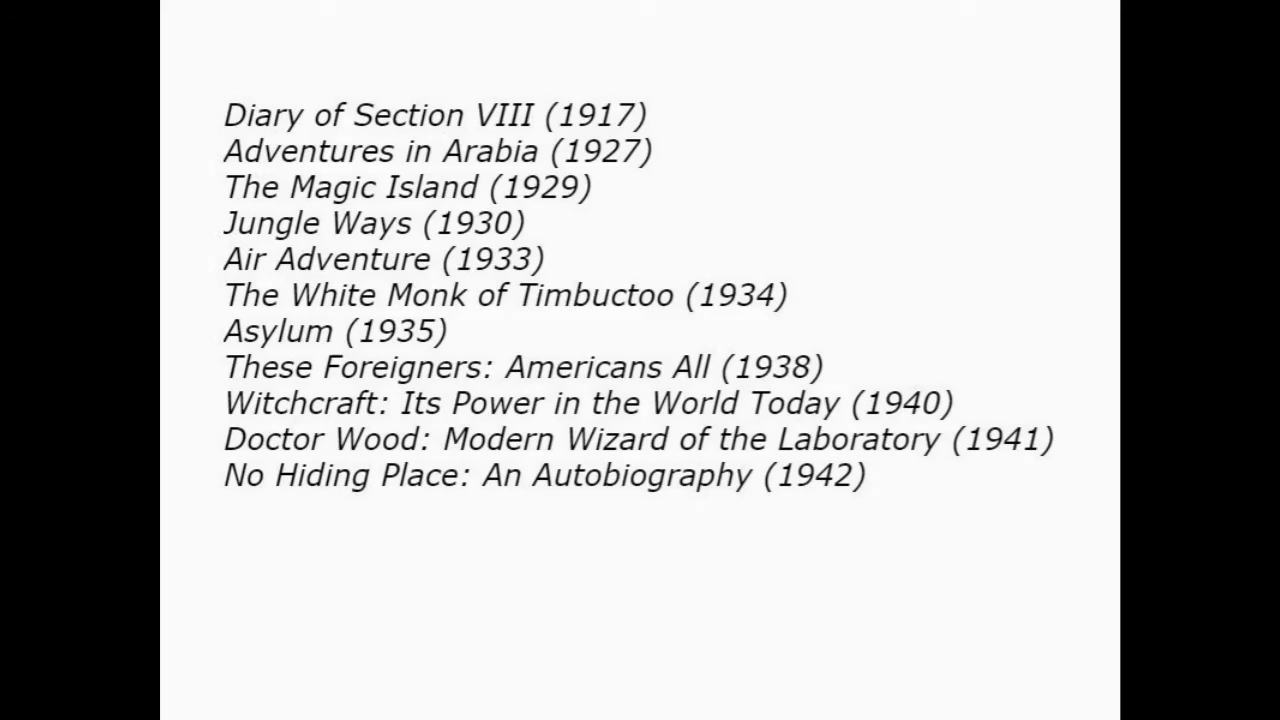 Diary of Section VIII (1917)
Adventures in Arabia (1927)
The Magic Island (1929)
Jungle Ways (1930)
Air Adventure (1933)
The White Monk of Timbuctoo (1934)
Asylum (1935)
These Foreigners: Americans All (1938)
Witchcraft: Its Power in the World Today (1940)
Doctor Wood: Modern Wizard of the Laboratory (1941)
No Hiding Place: An Autobiography (1942)